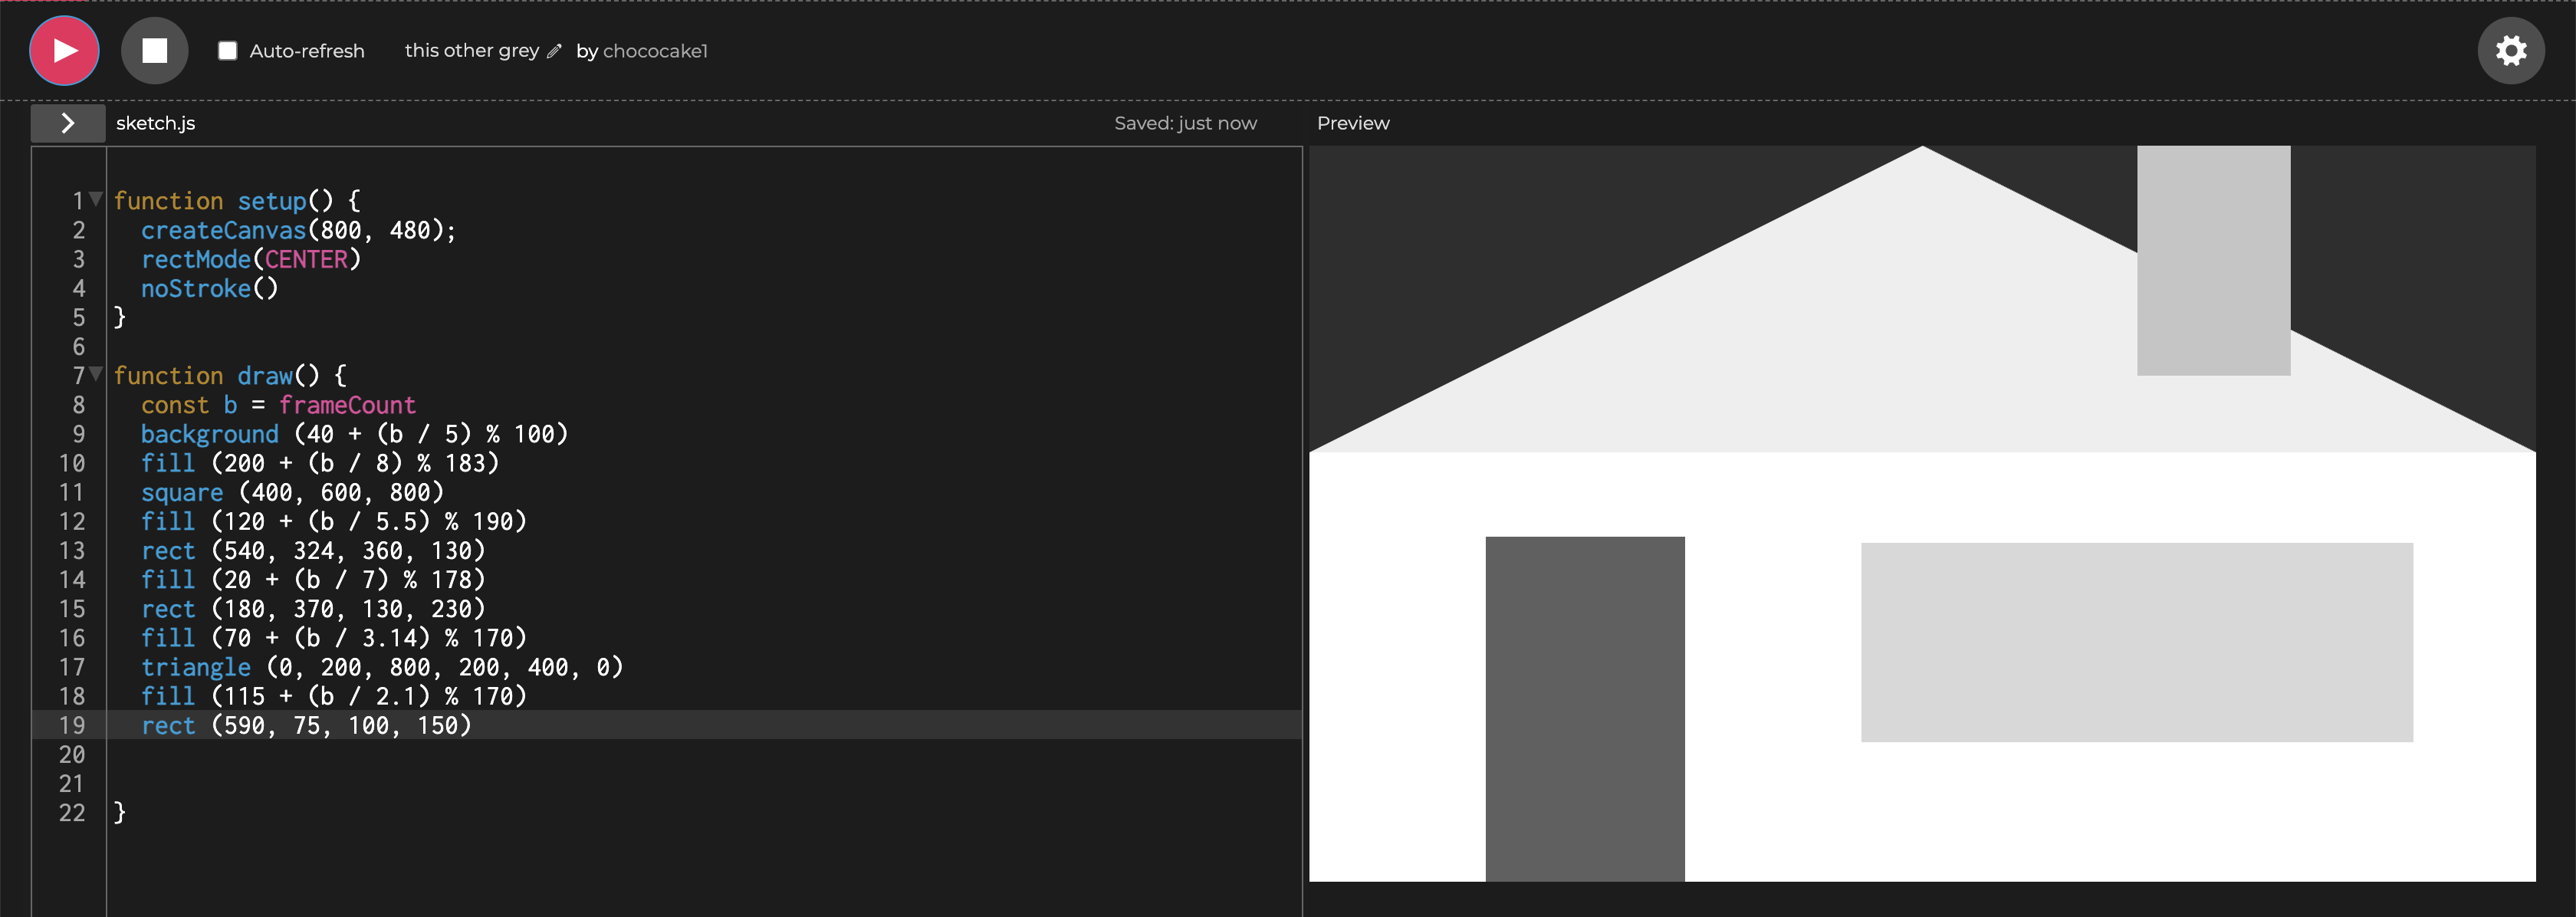 Auto-refresh this other grey by chococake1
sketch.js Saved: just now Preview
1 function setup() {
2 createCanvas(800, 480);
3 rectMode(CENTER)
4 noStroke()
5 }
6
7 function draw() {
8 const b = frameCount
9 background (40 + (b / 5) % 100)
10 fill (200 + (b / 8) % 183)
11 square (400, 600, 800)
12 fill (120 + (b / 5.5) % 190)
13 rect (540, 324, 360, 130)
14 fill (20 + (b / 7) % 178)
15 rect (180, 370, 130, 230)
16 fill (70 + (b / 3.14) % 170)
17 triangle (0, 200, 800, 200, 400, 0)
18 fill (115 + (b / 2.1) % 170)
19 rect (590, 75, 100, 150)
20
21
22 }